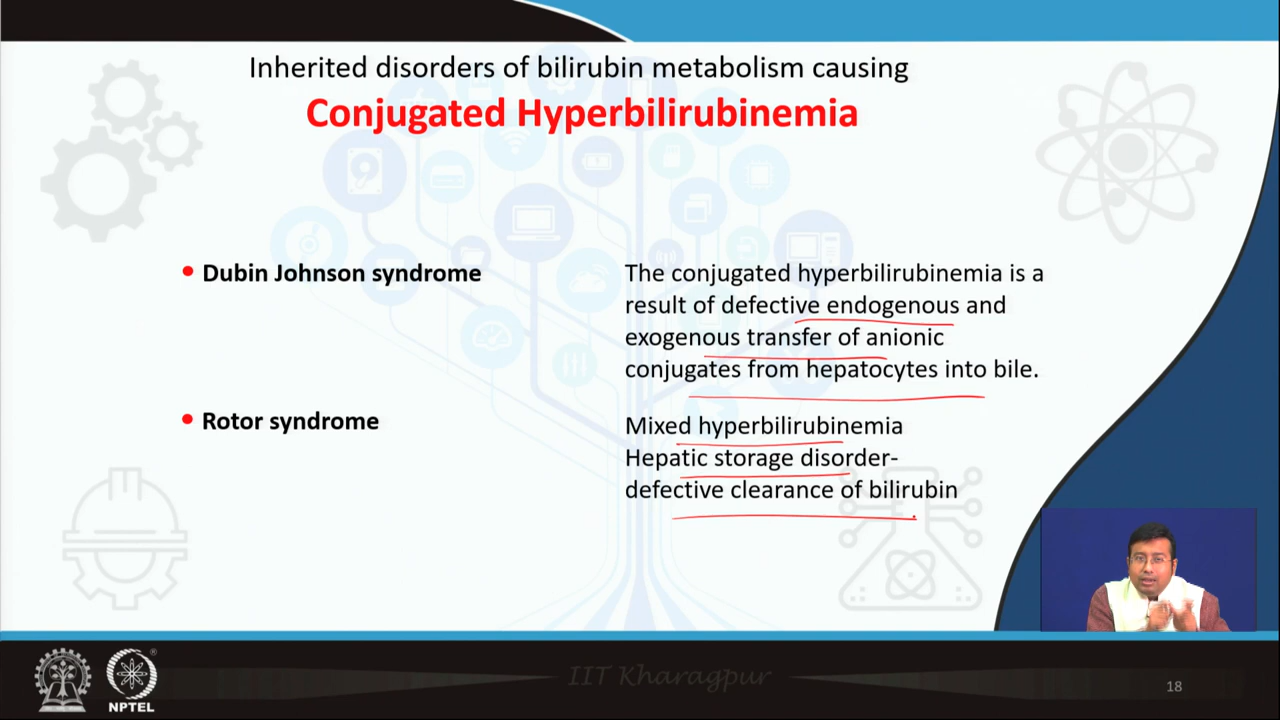 Inherited disorders of bilirubin metabolism causing
Conjugated Hyperbilirubinemia
• Dubin Johnson syndrome
The conjugated hyperbilirubinemia is a
result of defective endogenous and
exogenous transfer of anionic
conjugates from hepatocytes into bile.
• Rotor syndrome
Mixed hyperbilirubinemia
Hepatic storage disorder-
defective clearance of bilirubin
IIT Kharagpur
18
NPTEL
®